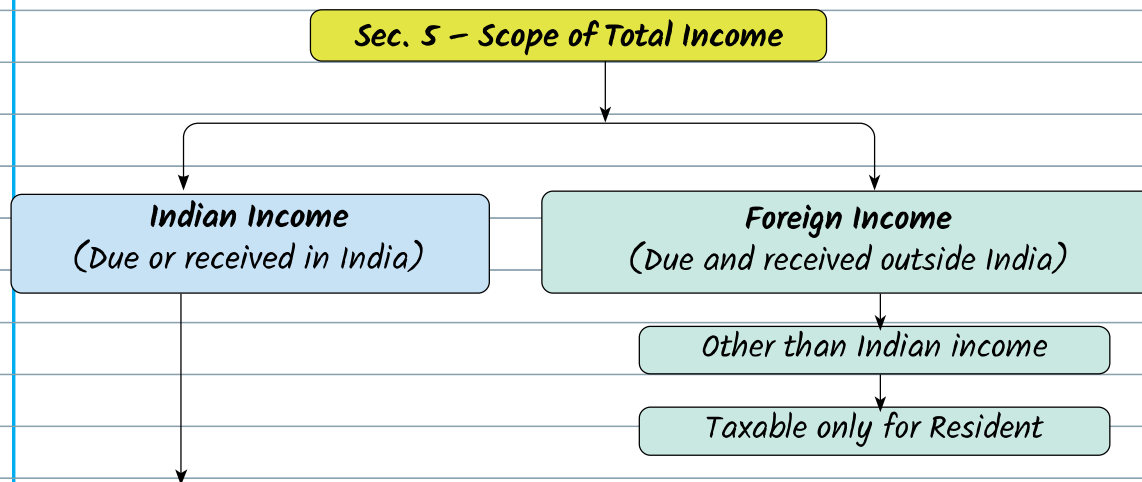 Sec. 5 – Scope of Total Income
Indian Income
(Due or received in India)
Foreign Income
(Due and received outside India)
Other than Indian income
Taxable only for Resident